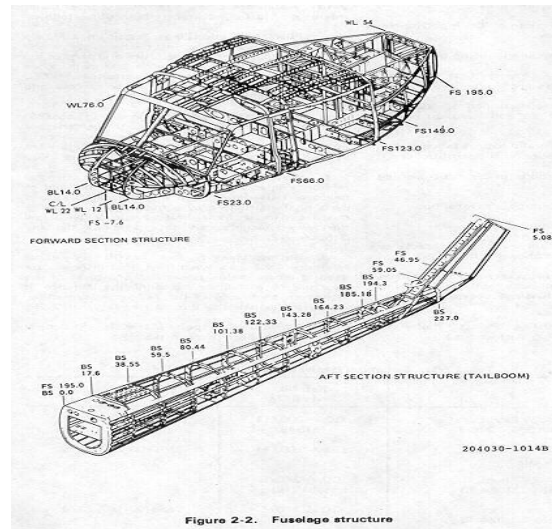 WL 54
WL76.0
FS 195.0
FS149.0
FS123.0
FS66.0
BL14.0
FS23.0
C/L
WL 22 WL 12 BL14.0
FS -7.6
FORWARD SECTION STRUCTURE
FS
5.08
FS
46.95
FS
59.05
BS
194.3
BS
185.18
BS
164.23
BS
143.28
BS
122.33
BS
101.38
BS
80.44
BS
59.5
BS
38.55
BS
17.6
FS 195.0
BS 0.0
BS
227.0
AFT SECTION STRUCTURE (TAILBOOM)
204030-1014B
Figure 2-2. Fuselage structure